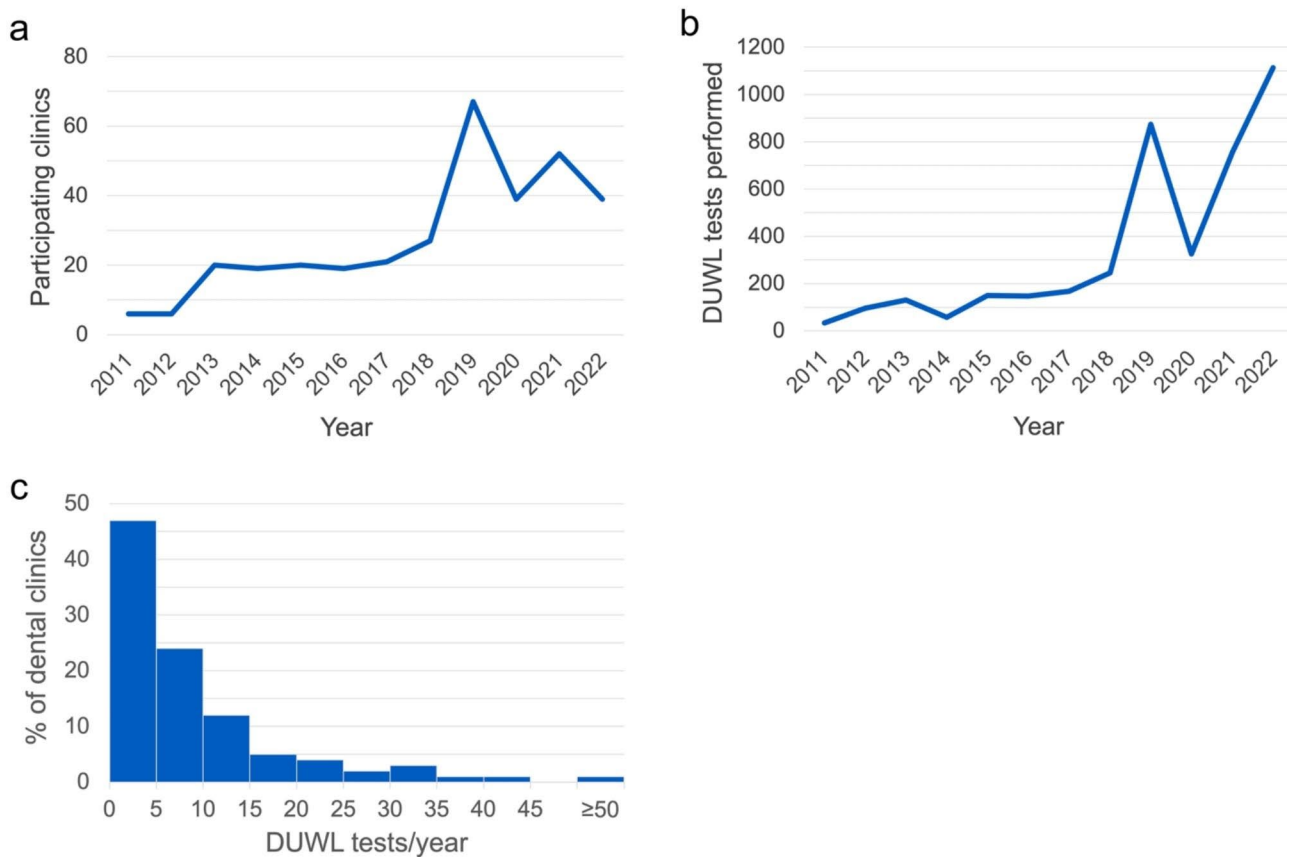 a
80
60
40
20
0
Participating clinics
2011 2012 2013 2014 2015 2016 2017 2018 2019 2020 2021 2022
Year
b
1200
1000
800
600
400
200
0
DUWL tests performed
2011 2012 2013 2014 2015 2016 2017 2018 2019 2020 2021 2022
Year
c
50
40
30
20
10
0
% of dental clinics
0 5 10 15 20 25 30 35 40 45 ≥50
DUWL tests/year